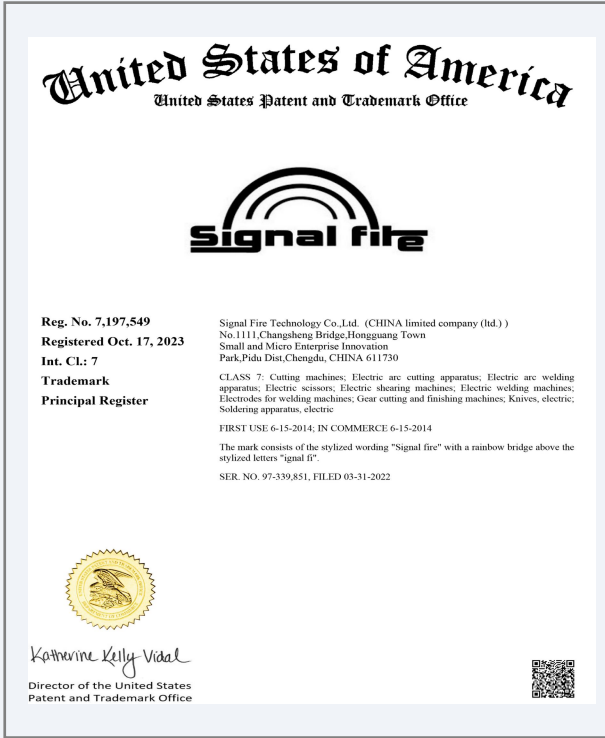 United States of America
United States Patent and Trademark Office
Signal fire
Reg. No. 7,197,549
Registered Oct. 17, 2023
Int. Cl.: 7
Trademark
Principal Register
Signal Fire Technology Co.,Ltd. (CHINA limited company (ltd.) )
No.1111,Changsheng Bridge,Hongguang Town
Small and Micro Enterprise Innovation
Park,Pidu Dist,Chengdu, CHINA 611730
CLASS 7: Cutting machines; Electric arc cutting apparatus; Electric arc welding
apparatus; Electric scissors; Electric shearing machines; Electric welding machines;
Electrodes for welding machines; Gear cutting and finishing machines; Knives, electric;
Soldering apparatus, electric
FIRST USE 6-15-2014; IN COMMERCE 6-15-2014
The mark consists of the stylized wording "Signal fire" with a rainbow bridge above the
stylized letters "ignal fi".
SER. NO. 97-339,851, FILED 03-31-2022
Katherine Kelly Vidal
Director of the United States
Patent and Trademark Office